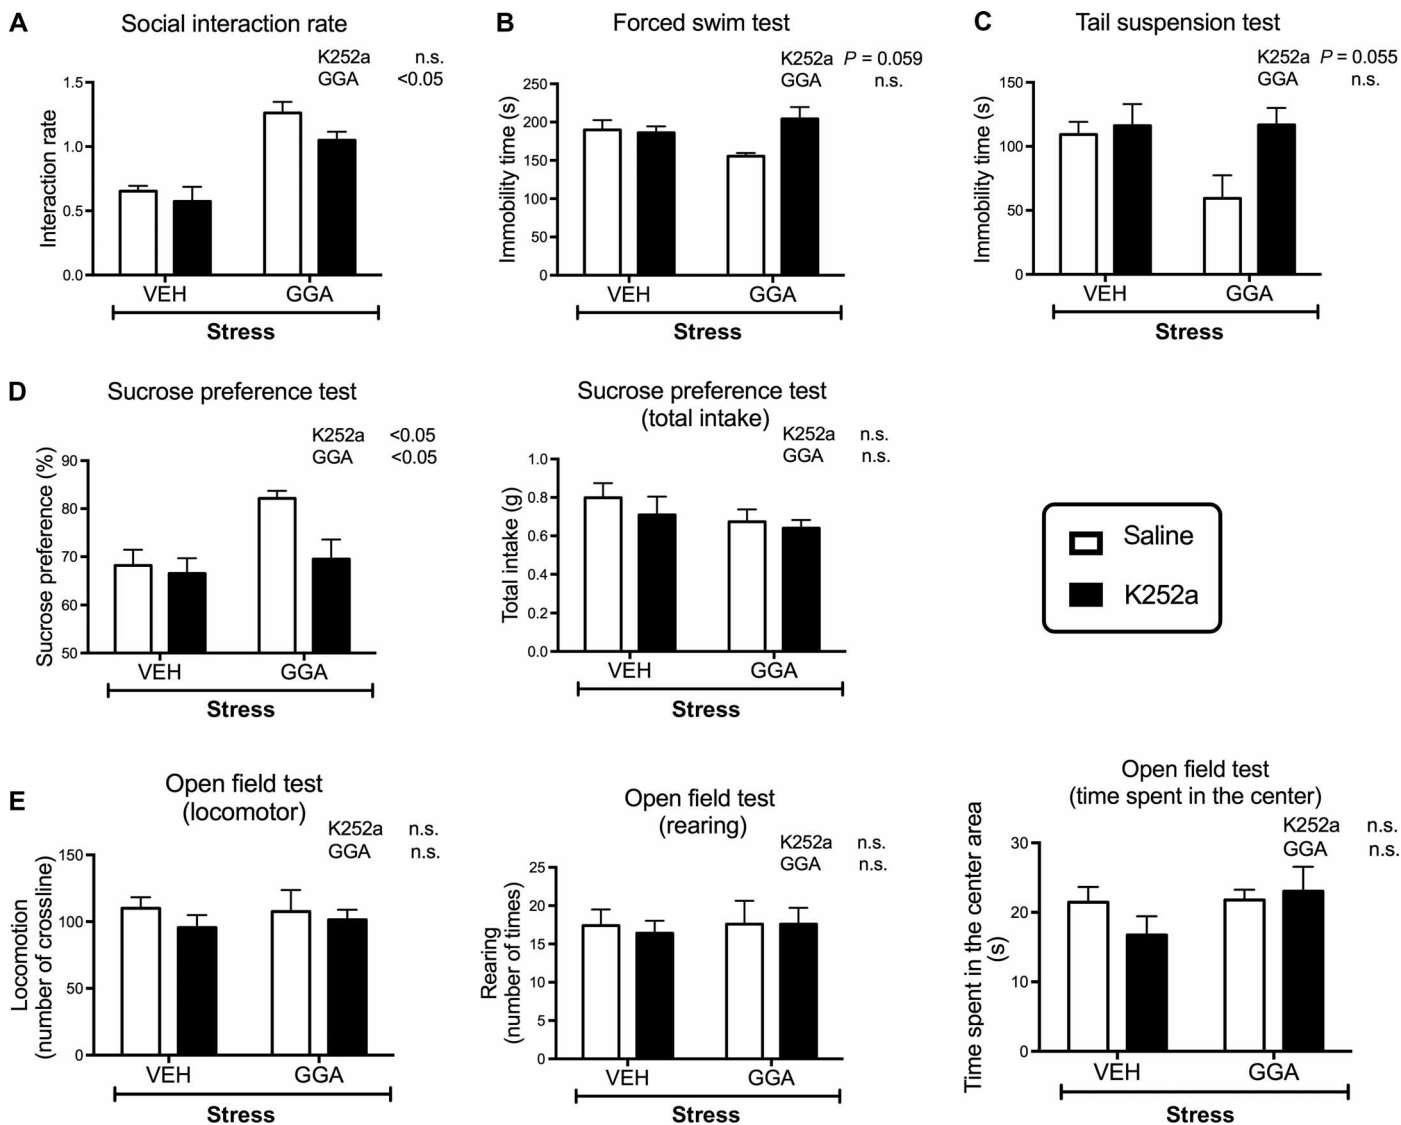 A
Social interaction rate
K252a n.s.
GGA <0.05
Interaction rate
1.5
1.0
0.5
0.0
VEH GGA
Stress
B
Forced swim test
K252a P = 0.059
GGA n.s.
Immobility time (s)
250
200
150
100
50
0
VEH GGA
Stress
C
Tail suspension test
K252a P = 0.055
GGA n.s.
Immobility time (s)
150
100
50
0
VEH GGA
Stress
D
Sucrose preference test
K252a <0.05
GGA <0.05
Sucrose preference (%)
90
80
70
60
50
VEH GGA
Stress
Sucrose preference test
(total intake)
K252a n.s.
GGA n.s.
Total intake (g)
1.0
0.8
0.6
0.4
0.2
0.0
VEH GGA
Stress
Saline
K252a
E
Open field test
(locomotor)
K252a n.s.
GGA n.s.
Locomotion
(number of crossline)
150
100
50
0
VEH GGA
Stress
Open field test
(rearing)
K252a n.s.
GGA n.s.
Rearing
(number of times)
25
20
15
10
5
0
VEH GGA
Stress
Open field test
(time spent in the center)
K252a n.s.
GGA n.s.
Time spent in the center area
(s)
30
20
10
0
VEH GGA
Stress